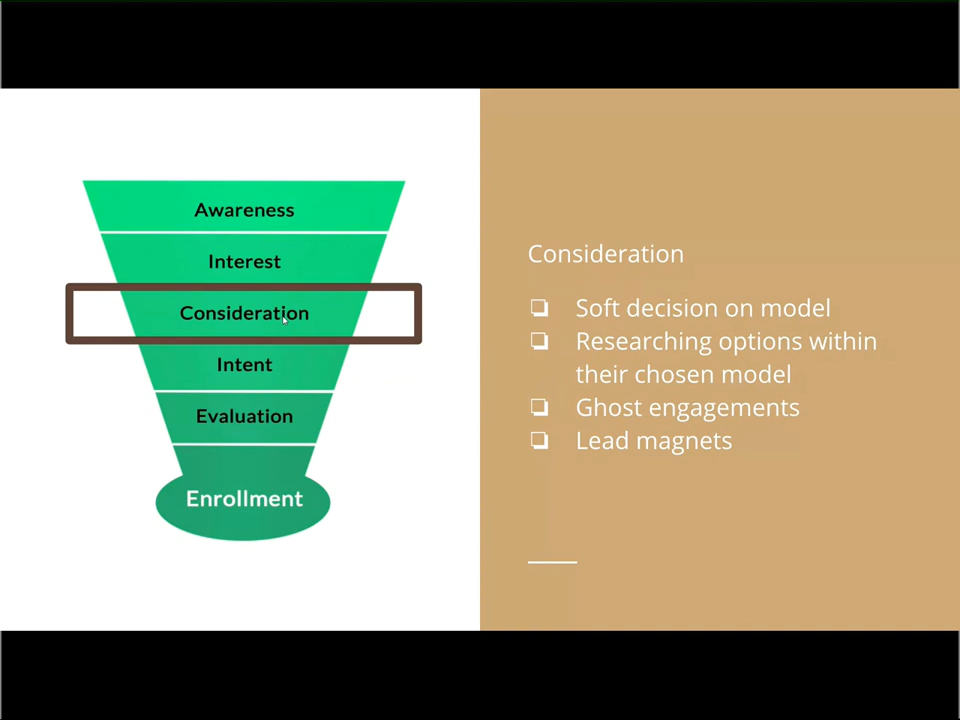 Awareness
Interest
Consideration
Intent
Evaluation
Enrollment
Consideration
Soft decision on model
Researching options within
their chosen model
Ghost engagements
Lead magnets